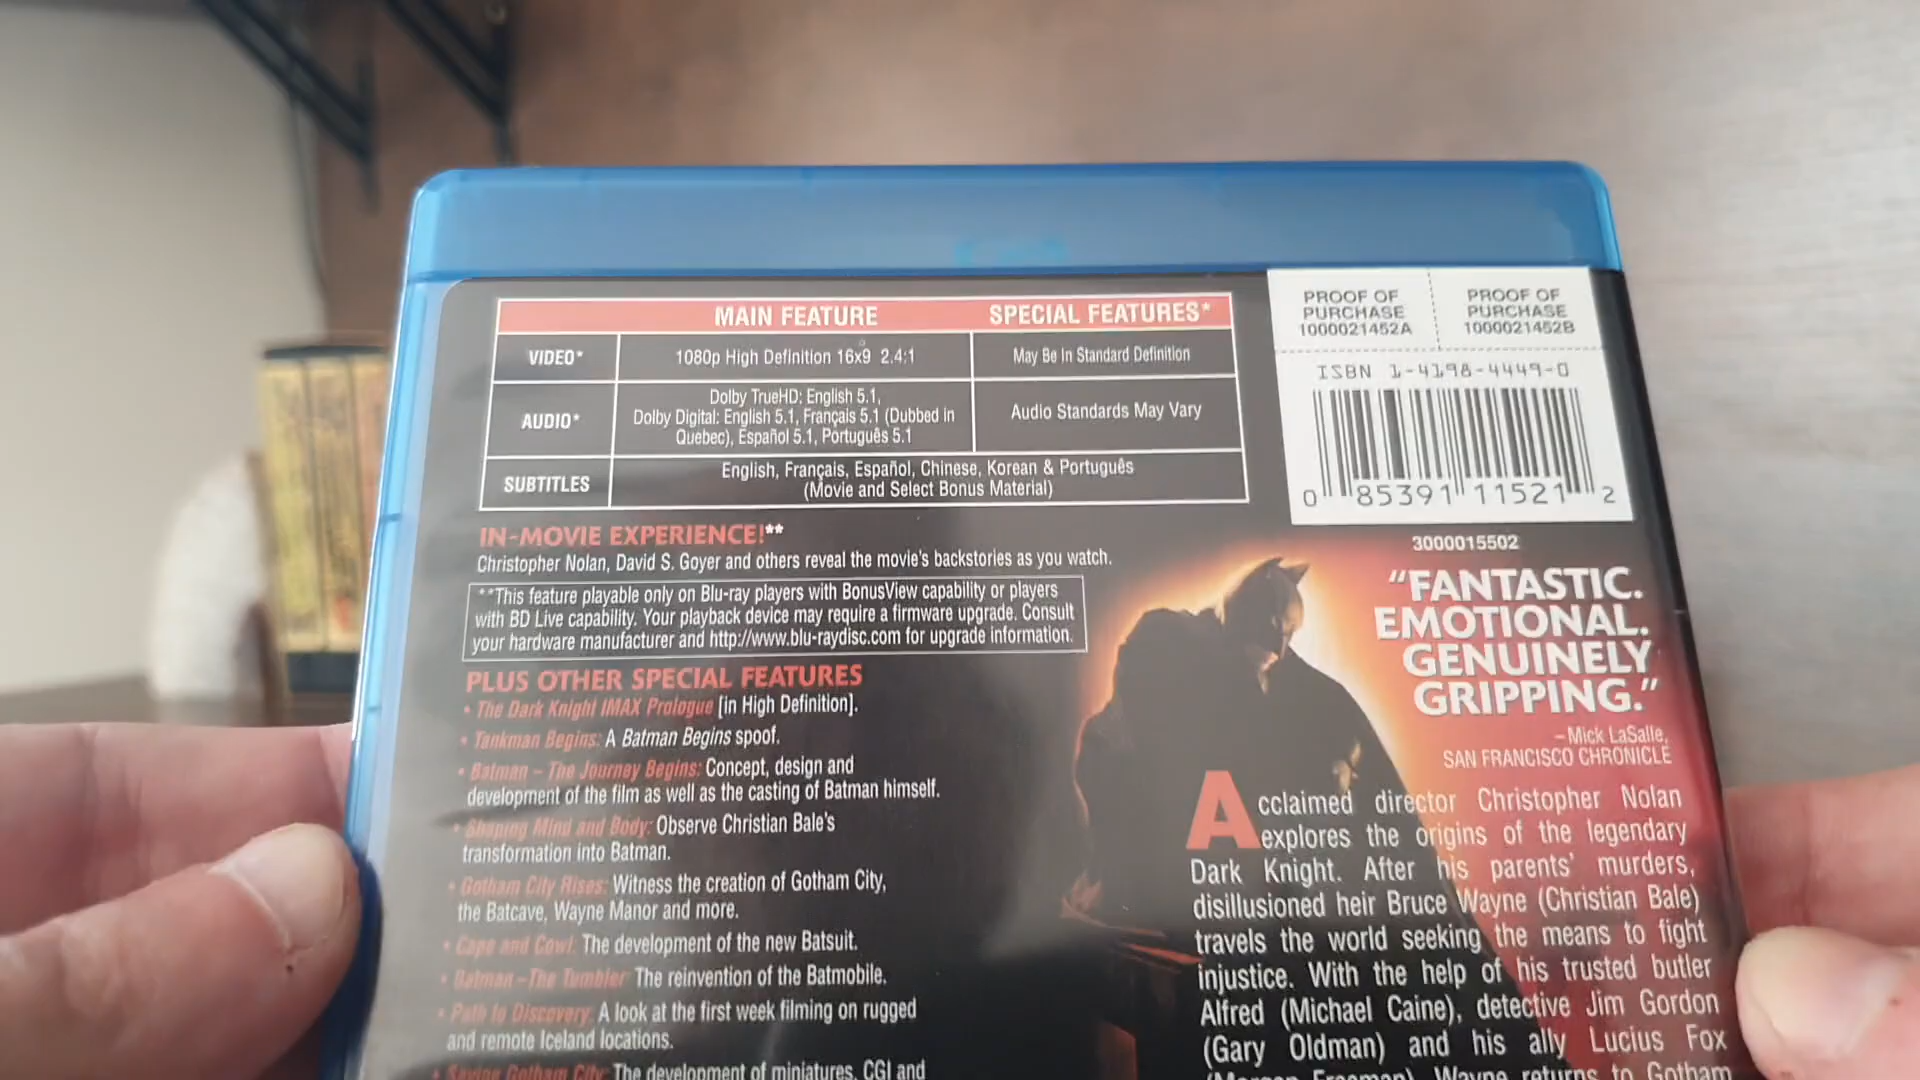 MAIN FEATURE SPECIAL FEATURES*
VIDEO* 1080p High Definition 16x9 2.4:1 May Be In Standard Definition
AUDIO* Dolby TrueHD: English 5.1,
Dolby Digital: English 5.1, Français 5.1 (Dubbed in
Quebec), Español 5.1, Português 5.1
Audio Standards May Vary
SUBTITLES English, Français, Español, Chinese, Korean & Português
(Movie and Select Bonus Material)
PROOF OF
PURCHASE
1000021452A
PROOF OF
PURCHASE
1000021452B
ISBN 1-4198-4449-0
0 85391 11521 2
3000015502
IN-MOVIE EXPERIENCE!**
Christopher Nolan, David S. Goyer and others reveal the movie's backstories as you watch.
**This feature playable only on Blu-ray players with BonusView capability or players
with BD Live capability. Your playback device may require a firmware upgrade. Consult
your hardware manufacturer and http://www.blu-raydisc.com for upgrade information.
PLUS OTHER SPECIAL FEATURES
• The Dark Knight IMAX Prologue [in High Definition].
• Tankman Begins: A Batman Begins spoof.
• Batman – The Journey Begins: Concept, design and
development of the film as well as the casting of Batman himself.
• Shaping Mind and Body: Observe Christian Bale's
transformation into Batman.
• Gotham City Rises: Witness the creation of Gotham City,
the Batcave, Wayne Manor and more.
• Cape and Cowl: The development of the new Batsuit.
• Batman – The Tumbler: The reinvention of the Batmobile.
• Path to Discovery: A look at the first week filming on rugged
and remote Iceland locations.
• Saving Gotham City: The development of miniatures, CGI and
"FANTASTIC.
EMOTIONAL.
GENUINELY
GRIPPING."
–Mick LaSalle,
SAN FRANCISCO CHRONICLE
Acclaimed director Christopher Nolan
explores the origins of the legendary
Dark Knight. After his parents' murders,
disillusioned heir Bruce Wayne (Christian Bale)
travels the world seeking the means to fight
injustice. With the help of his trusted butler
Alfred (Michael Caine), detective Jim Gordon
(Gary Oldman) and his ally Lucius Fox
(Morgan Freeman), Wayne returns to Gotham